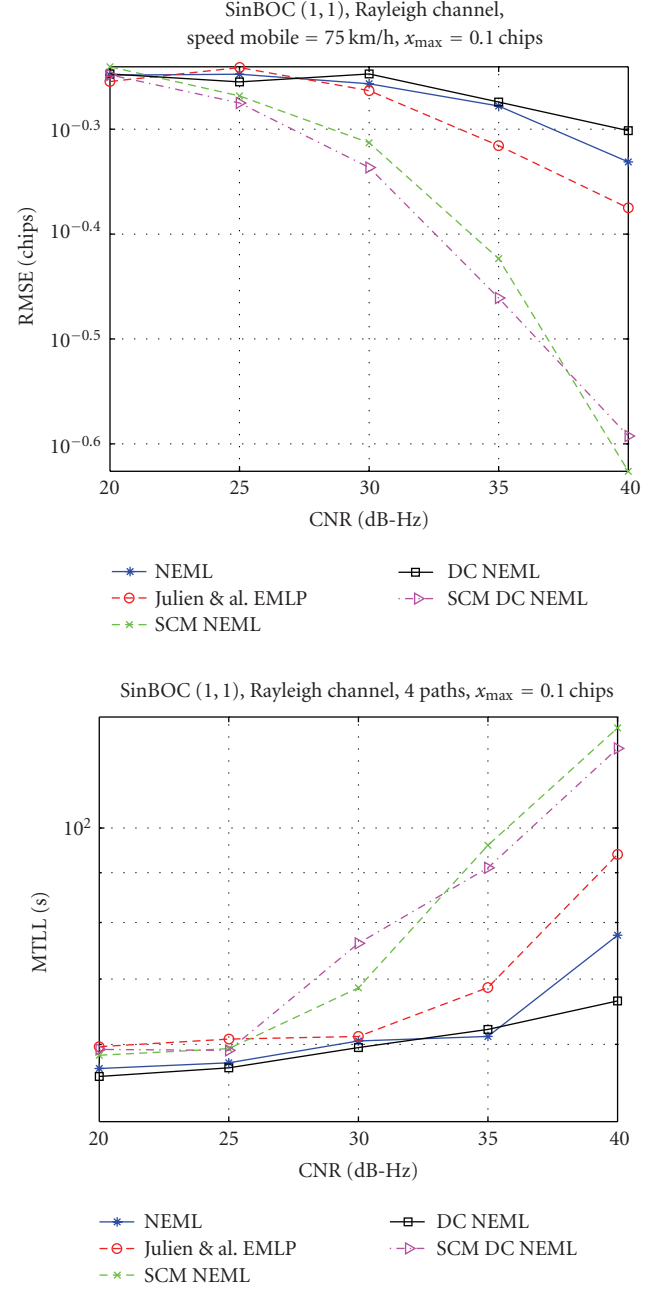 SinBOC (1, 1), Rayleigh channel,
speed mobile = 75 km/h, x_max = 0.1 chips
10^−0.3
10^−0.4
10^−0.5
10^−0.6
RMSE (chips)
20 25 30 35 40
CNR (dB-Hz)
NEML
Julien & al. EMLP
SCM NEML
DC NEML
SCM DC NEML
SinBOC (1, 1), Rayleigh channel, 4 paths, x_max = 0.1 chips
10^2
MTLL (s)
20 25 30 35 40
CNR (dB-Hz)
NEML
Julien & al. EMLP
SCM NEML
DC NEML
SCM DC NEML